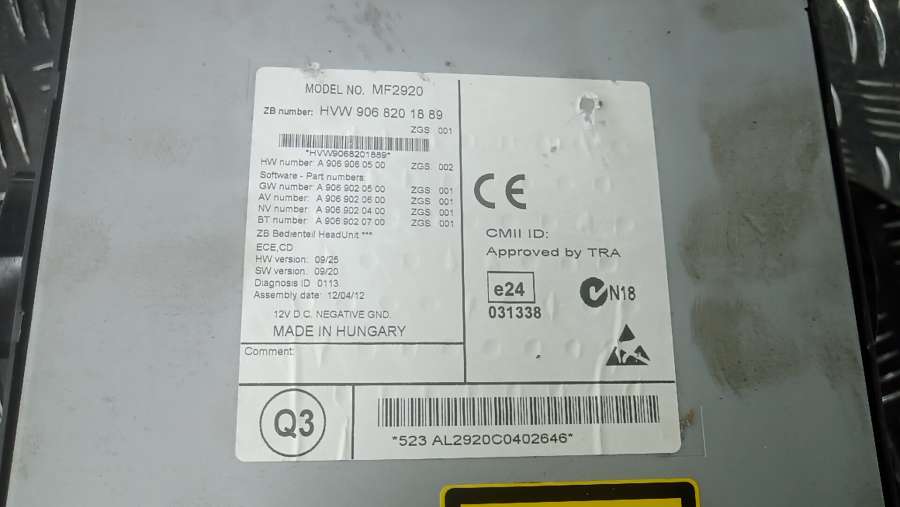 MODEL NO. MF2920
ZB number: HVW 906 820 18 89
ZGS 001
*HVW9068201889*
HW number: A 906 906 05 00 ZGS 002
Software - Part numbers:
GW number: A 906 902 05 00 ZGS 001
AV number: A 906 902 06 00 ZGS 001
NV number: A 906 902 04 00 ZGS 001
BT number: A 906 902 07 00 ZGS 001
ZB Bedienteil HeadUnit ***
ECE,CD
HW version: 09/25
SW version: 09/20
Diagnosis ID 0113
Assembly date: 12/04/12
12V D.C. NEGATIVE GND.
MADE IN HUNGARY
Comment:
CE
CMII ID:
Approved by TRA
e24
031338
N18
Q3
*523 AL2920C0402646*